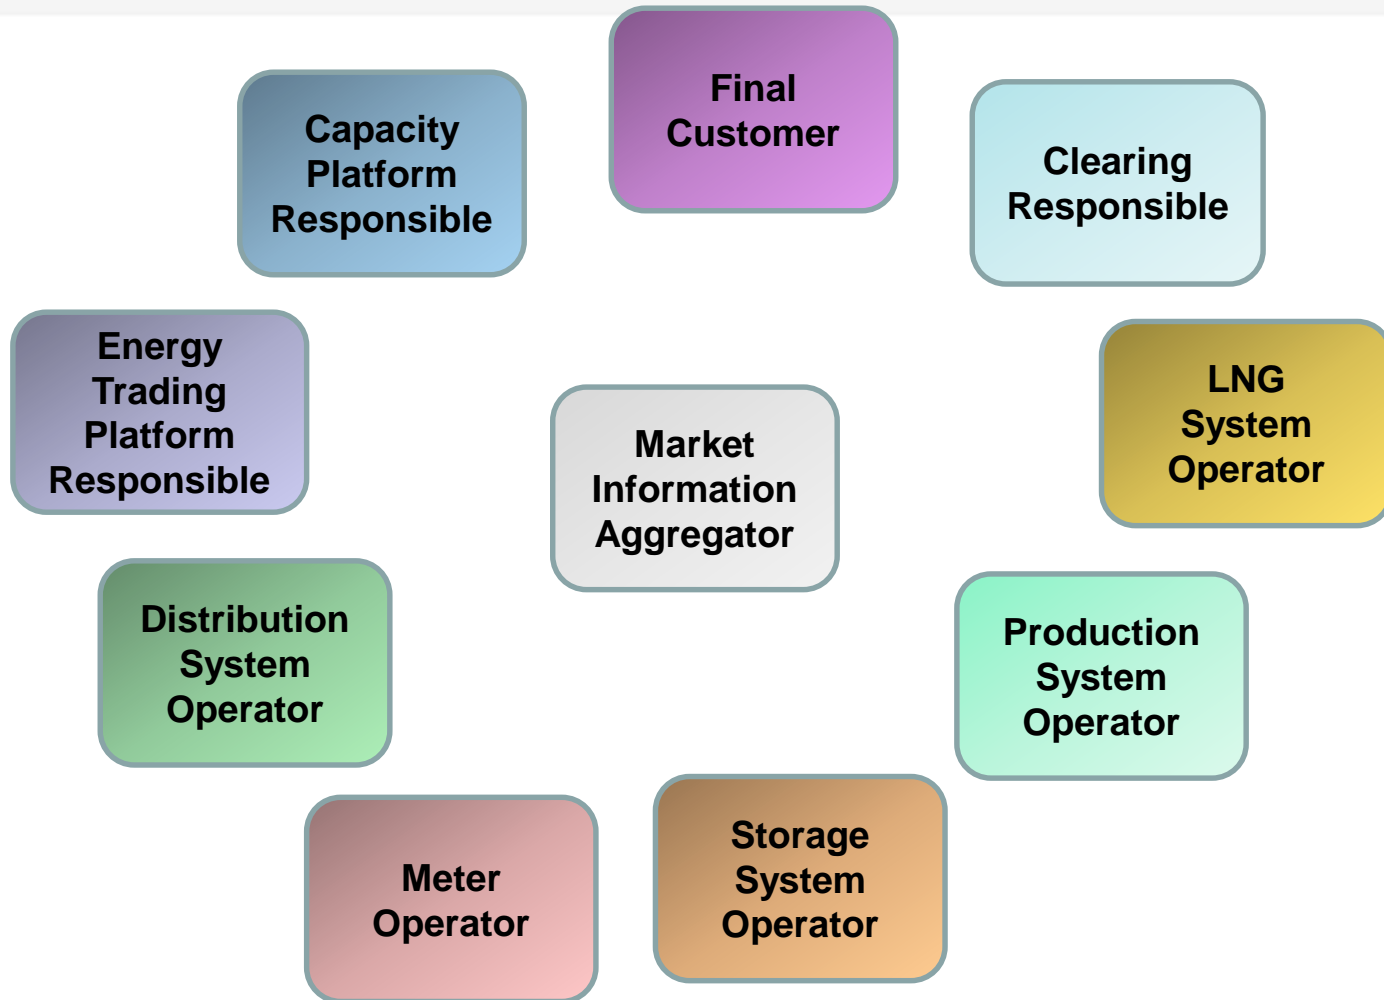 Final
Customer
Capacity
Platform
Responsible
Clearing
Responsible
Energy
Trading
Platform
Responsible
LNG
System
Operator
Market
Information
Aggregator
Distribution
System
Operator
Production
System
Operator
Meter
Operator
Storage
System
Operator